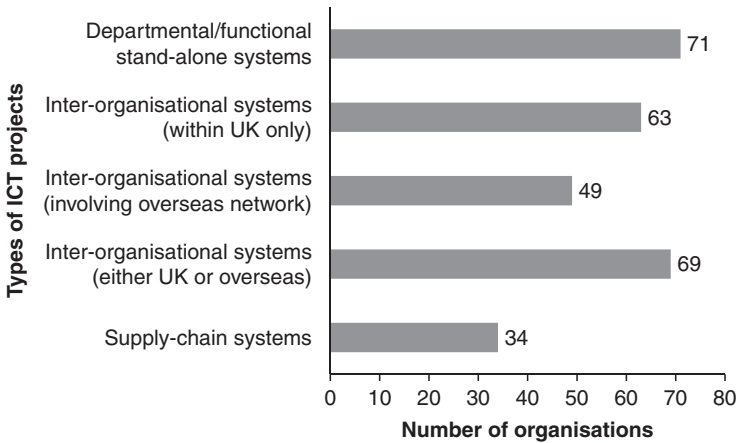 Types of ICT projects
Departmental/functional
stand-alone systems
71
Inter-organisational systems
(within UK only)
63
Inter-organisational systems
(involving overseas network)
49
Inter-organisational systems
(either UK or overseas)
69
Supply-chain systems
34
0 10 20 30 40 50 60 70 80
Number of organisations